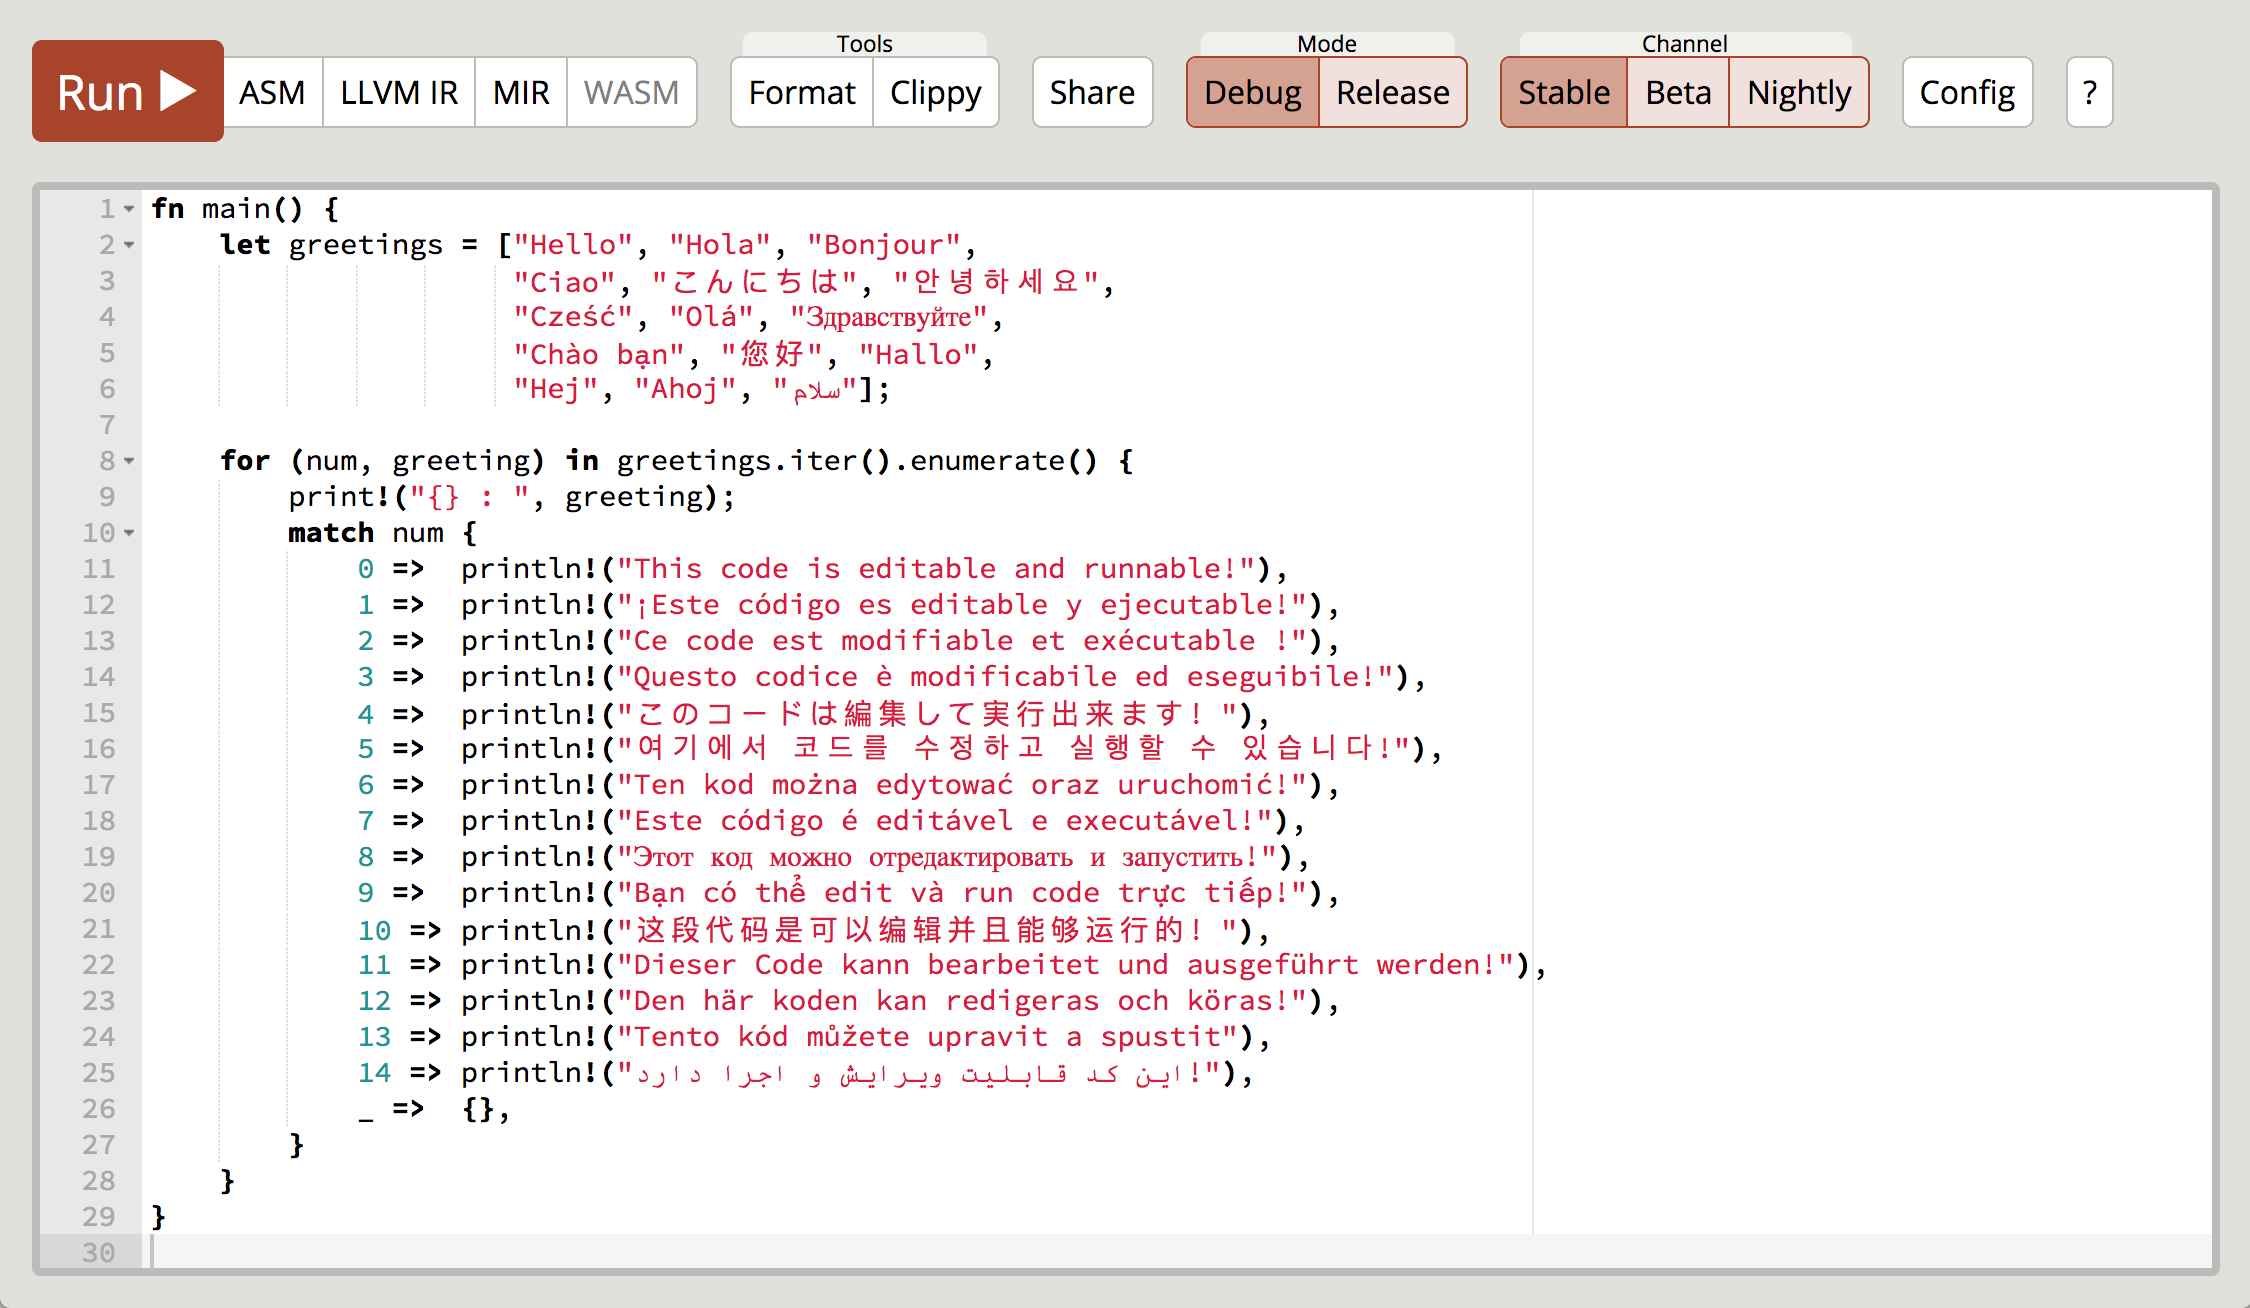 Tools Mode Channel
Run ASM LLVM IR MIR WASM Format Clippy Share Debug Release Stable Beta Nightly Config ?
1 fn main() {
2     let greetings = ["Hello", "Hola", "Bonjour",
3                      "Ciao", "こんにちは", "안녕하세요",
4                      "Cześć", "Olá", "Здравствуйте",
5                      "Chào bạn", "您好", "Hallo",
6                      "Hej", "Ahoj", "سلام"];
7
8     for (num, greeting) in greetings.iter().enumerate() {
9         print!("{} : ", greeting);
10         match num {
11             0 =>  println!("This code is editable and runnable!"),
12             1 =>  println!("¡Este código es editable y ejecutable!"),
13             2 =>  println!("Ce code est modifiable et exécutable !"),
14             3 =>  println!("Questo codice è modificabile ed eseguibile!"),
15             4 =>  println!("このコードは編集して実行出来ます！"),
16             5 =>  println!("여기에서 코드를 수정하고 실행할 수 있습니다!"),
17             6 =>  println!("Ten kod można edytować oraz uruchomić!"),
18             7 =>  println!("Este código é editável e executável!"),
19             8 =>  println!("Этот код можно отредактировать и запустить!"),
20             9 =>  println!("Bạn có thể edit và run code trực tiếp!"),
21             10 => println!("这段代码是可以编辑并且能够运行的！"),
22             11 => println!("Dieser Code kann bearbeitet und ausgeführt werden!"),
23             12 => println!("Den här koden kan redigeras och köras!"),
24             13 => println!("Tento kód můžete upravit a spustit"),
25             14 => println!("این کد قابلیت ویرایش و اجرا دارد!"),
26             _ =>  {},
27         }
28     }
29 }
30